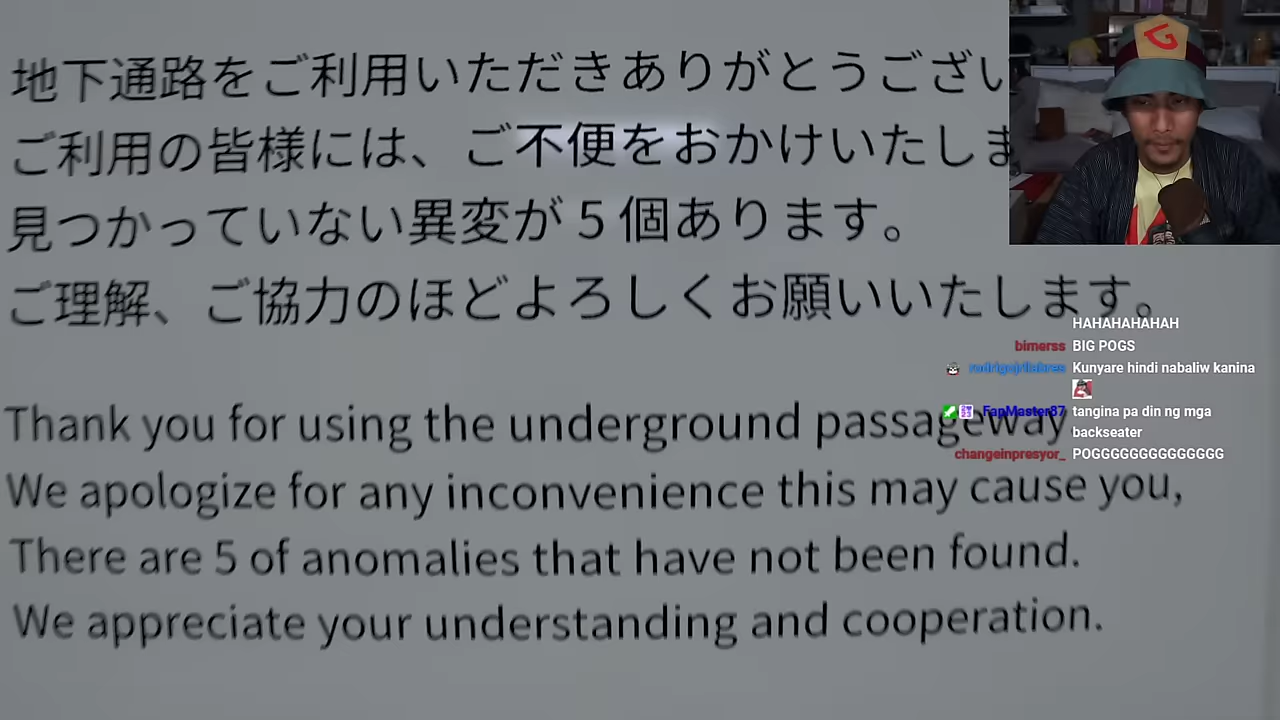 地下通路をご利用いただきありがとうござい
ご利用の皆様には、ご不便をおかけいたしま
見つかっていない異変が5個あります。
ご理解、ご協力のほどよろしくお願いいたします。
Thank you for using the underground passageway
We apologize for any inconvenience this may cause you,
There are 5 of anomalies that have not been found.
We appreciate your understanding and cooperation.
HAHAHAHAHAH
bimerss BIG POGS
Kunyare hindi nabaliw kanina
FapMaster87 tangina pa din ng mga
backseater
changeinpresyor_ POGGGGGGGGGGGGGG